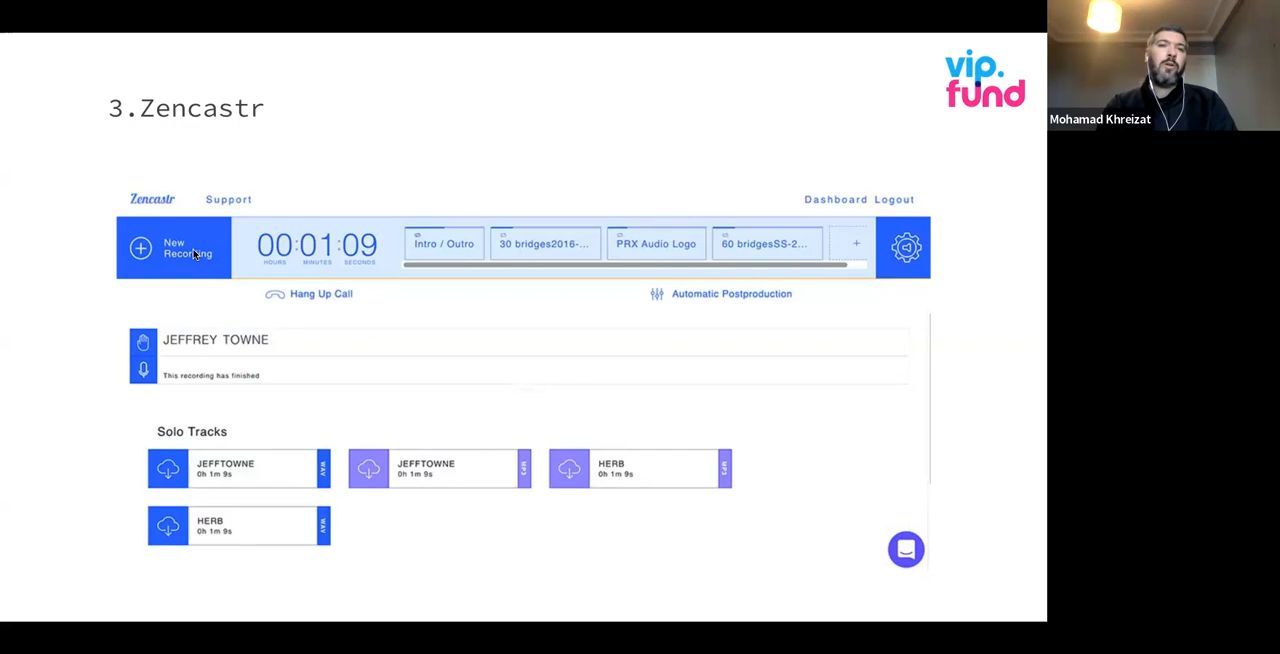 vip.
fund
3.Zencastr
Mohamad Khreizat
Zencastr Support Dashboard Logout
New
Recording
00:01:09
HOURS MINUTES SECONDS
Intro / Outro
30 bridges2016-...
PRX Audio Logo
60 bridgesSS-2...
+
Hang Up Call
Automatic Postproduction
JEFFREY TOWNE
This recording has finished
Solo Tracks
JEFFTOWNE
0h 1m 9s
WAV
JEFFTOWNE
0h 1m 9s
MP3
HERB
0h 1m 9s
MP3
HERB
0h 1m 9s
WAV